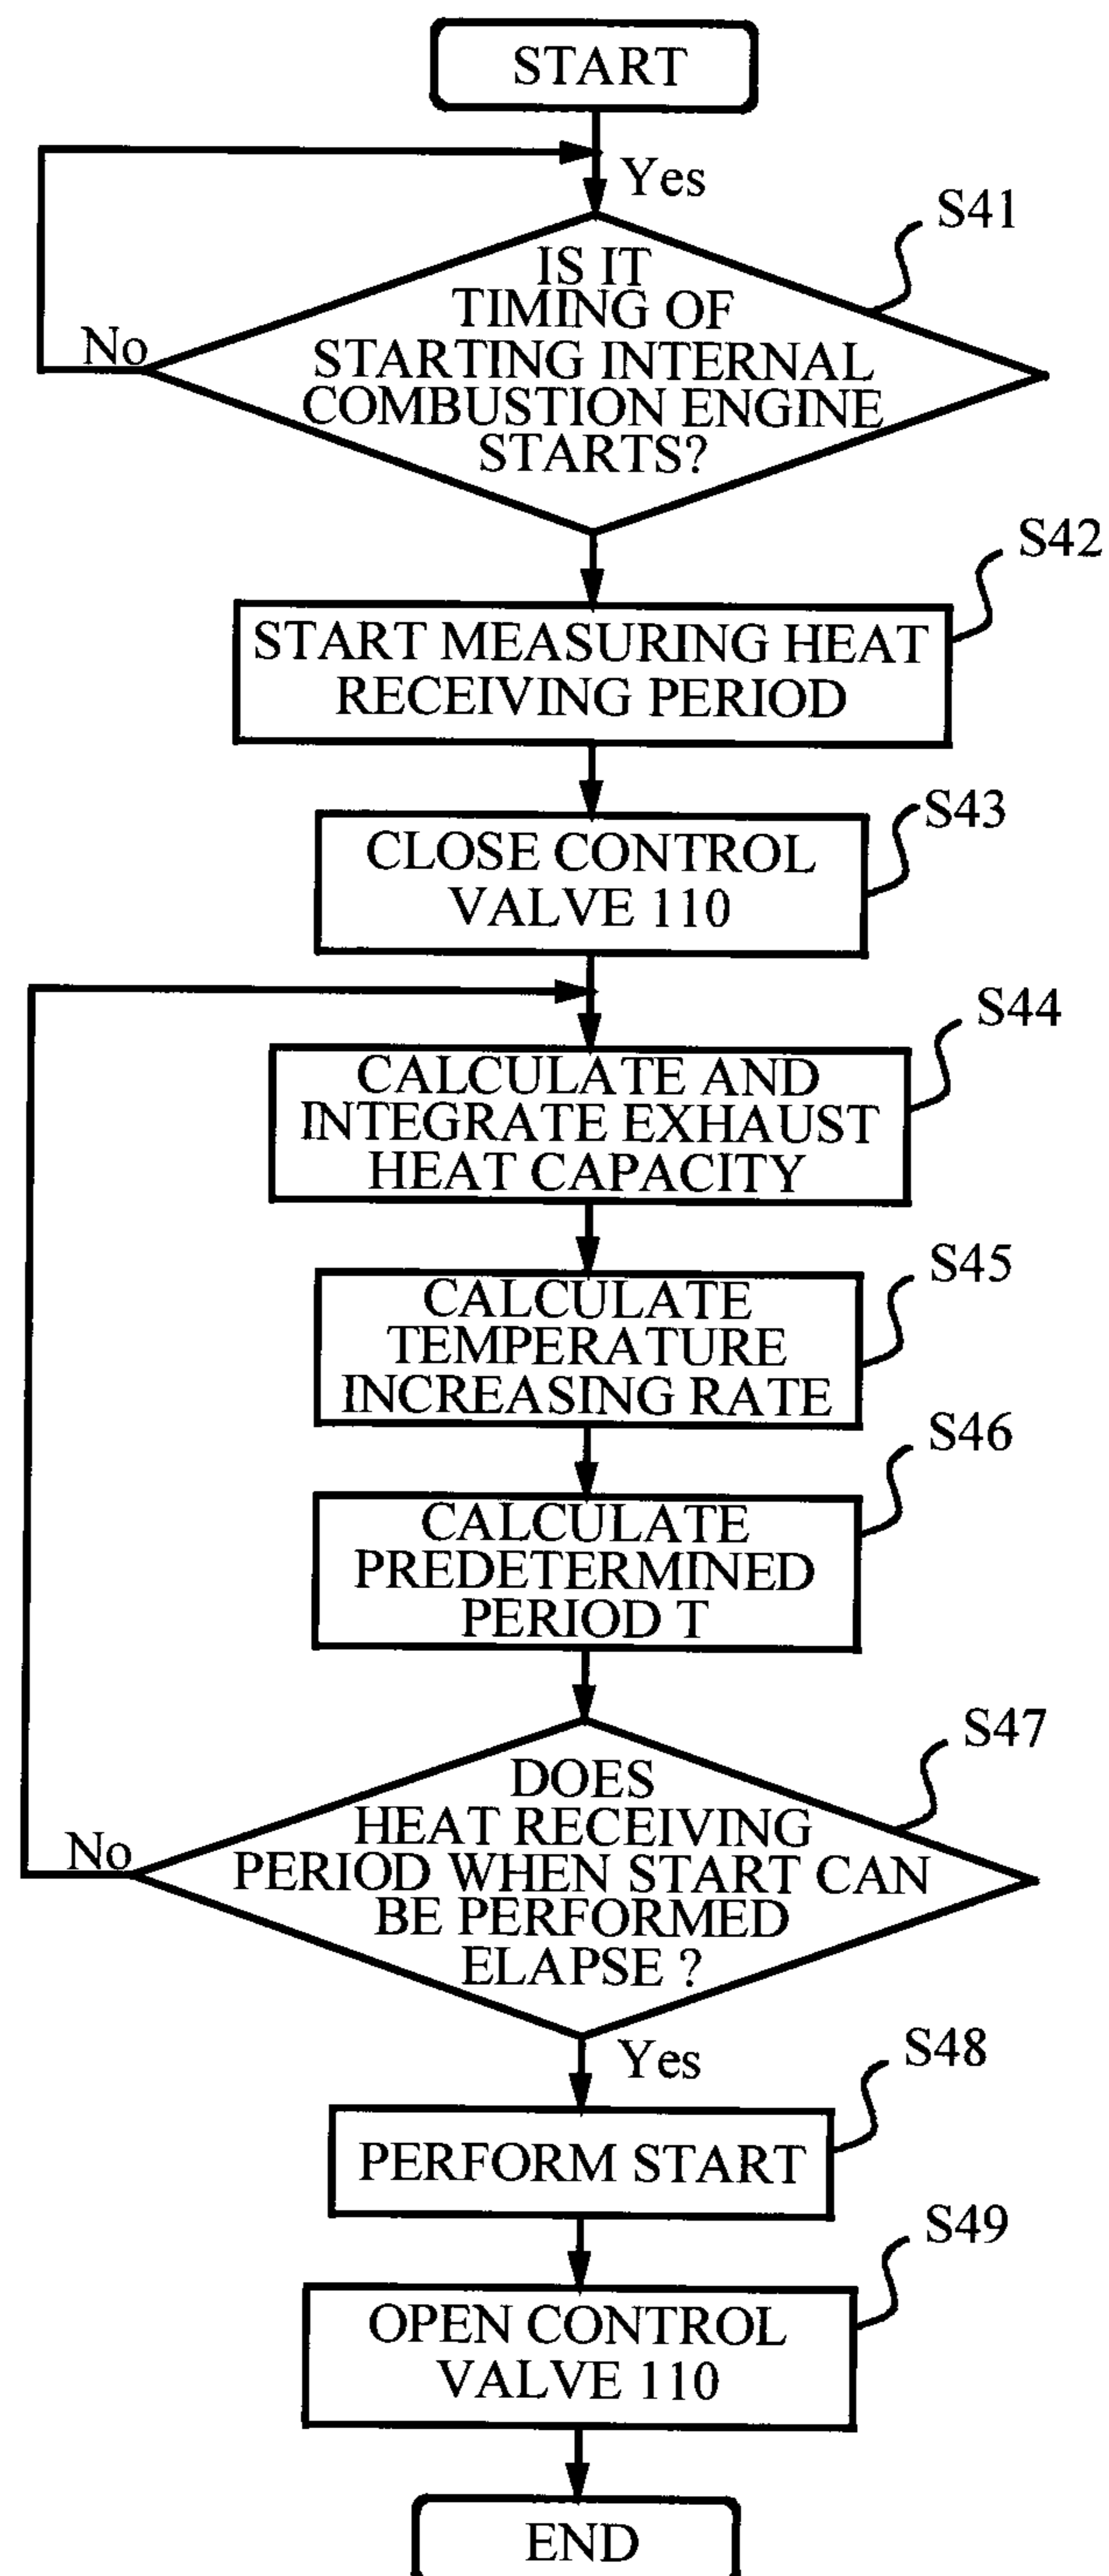 START
Yes
S41
IS IT
TIMING OF
STARTING INTERNAL
COMBUSTION ENGINE
STARTS?
No
S42
START MEASURING HEAT
RECEIVING PERIOD
S43
CLOSE CONTROL
VALVE 110
S44
CALCULATE AND
INTEGRATE EXHAUST
HEAT CAPACITY
S45
CALCULATE
TEMPERATURE
INCREASING RATE
S46
CALCULATE
PREDETERMINED
PERIOD T
S47
DOES
HEAT RECEIVING
PERIOD WHEN START CAN
BE PERFORMED
ELAPSE ?
No
Yes
S48
PERFORM START
S49
OPEN CONTROL
VALVE 110
END